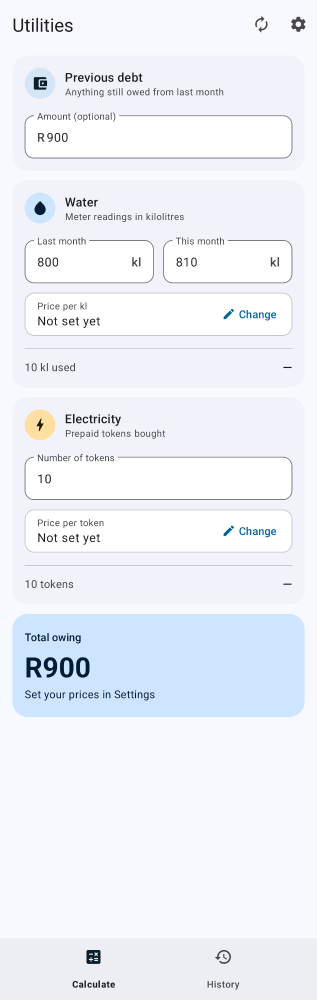 Utilities
Previous debt
Anything still owed from last month
Amount (optional)
R 900
Water
Meter readings in kilolitres
Last month
800 kl
This month
810 kl
Price per kl
Not set yet
Change
10 kl used –
Electricity
Prepaid tokens bought
Number of tokens
10
Price per token
Not set yet
Change
10 tokens –
Total owing
R900
Set your prices in Settings
Calculate
History